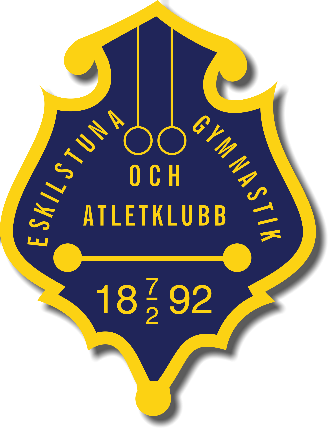 ESKILSTUNA GYMNASTIK
OCH
ATLETKLUBB
18 7/2 92